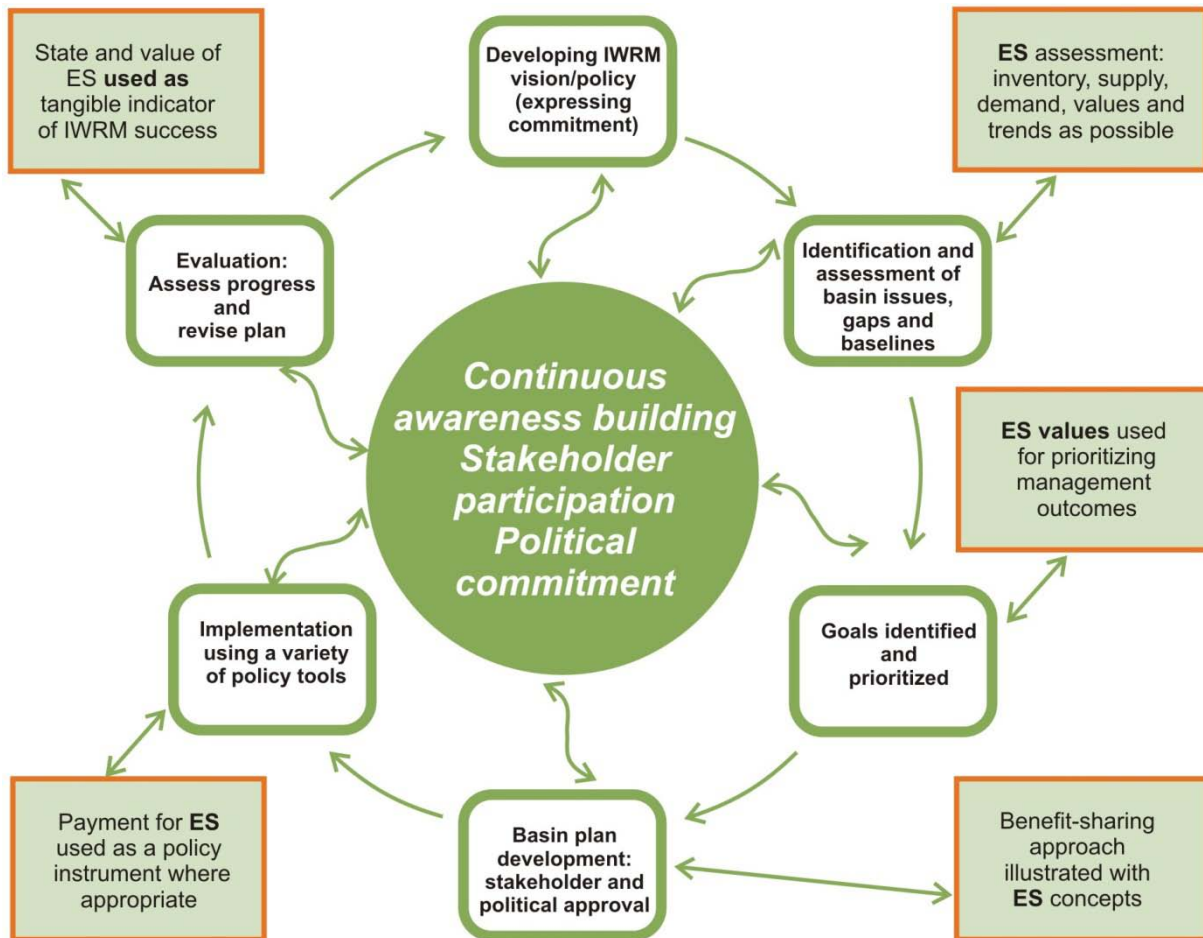 State and value of
ES used as
tangible indicator
of IWRM success
Developing IWRM
vision/policy
(expressing
commitment)
ES assessment:
inventory, supply,
demand, values and
trends as possible
Evaluation:
Assess progress
and
revise plan
Identification and
assessment of
basin issues,
gaps and
baselines
Continuous
awareness building
Stakeholder
participation
Political
commitment
ES values used
for prioritizing
management
outcomes
Implementation
using a variety
of policy tools
Goals identified
and
prioritized
Payment for ES
used as a policy
instrument where
appropriate
Basin plan
development:
stakeholder and
political approval
Benefit-sharing
approach
illustrated with
ES concepts